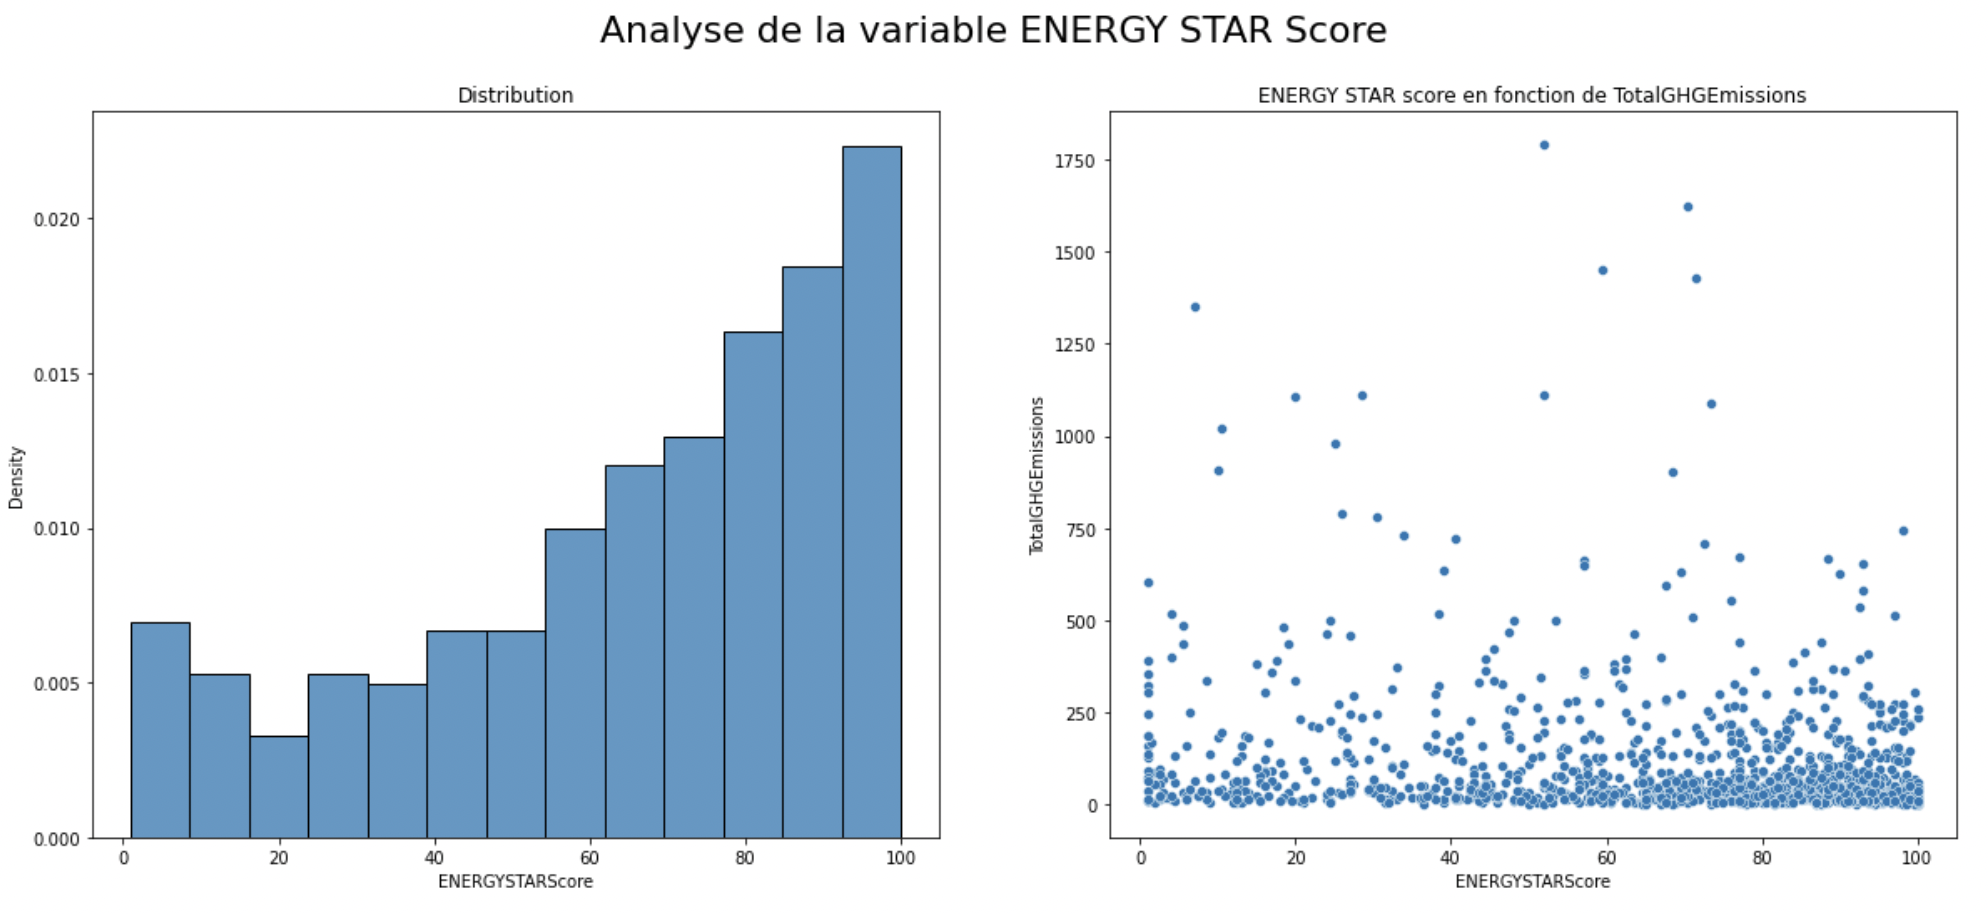 Analyse de la variable ENERGY STAR Score
Distribution
0.020
0.015
0.010
0.005
0.000
Density
0 20 40 60 80 100
ENERGYSTARScore
ENERGY STAR score en fonction de TotalGHGEmissions
1750
1500
1250
1000
750
500
250
0
TotalGHGEmissions
0 20 40 60 80 100
ENERGYSTARScore